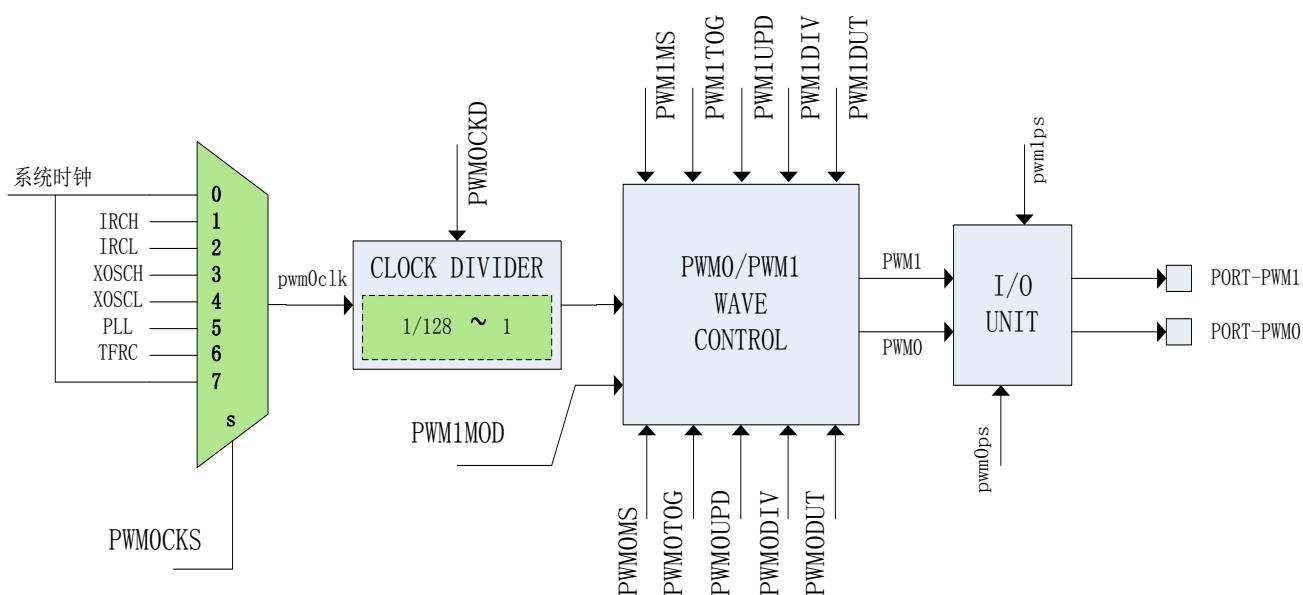 PWM1MS
PWM1TOG
PWM1UPD
PWM1DIV
PWM1DUT
系统时钟
0
IRCH
1
IRCL
2
XOSCH
3
XOSCL
4
PLL
5
TFRC
6
7
s
PWM0CKS
pwm0clk
PWM0CKD
CLOCK DIVIDER
1/128 ~ 1
PWM1MOD
PWM0/PWM1
WAVE
CONTROL
PWM1
PWM0
pwm1ps
I/O
UNIT
pwm0ps
PORT-PWM1
PORT-PWM0
PWM0MS
PWM0TOG
PWM0UPD
PWM0DIV
PWM0DUT